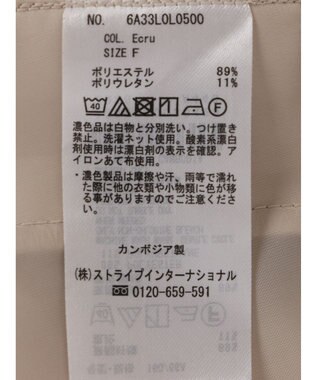 NO. 6A33L0L0500
COL. Ecru
SIZE F
ポリエステル 89%
ポリウレタン 11%
40 F
濃色品は白物と分別洗い。つけ置き
禁止。洗濯ネット使用。酸素系漂白
剤使用時は漂白剤の表示を確認。ア
イロンあて布使用。
・濃色製品は摩擦や汗、雨等で濡れ
た際に他の衣類や小物類に色が移
る事がありますのでご注意くださ
い。
カンボジア製
(株)ストライプインターナショナル
0120-659-591